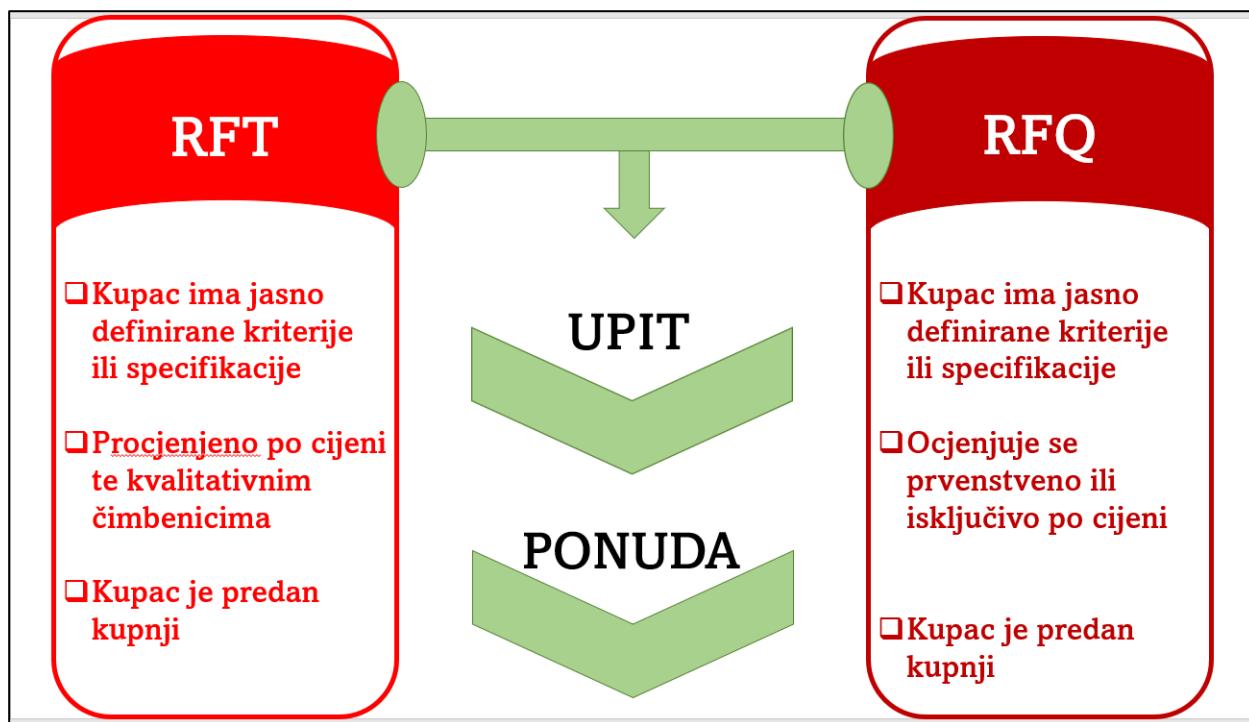 RFT
Kupac ima jasno
definirane kriterije
ili specifikacije
Procjenjeno po cijeni
te kvalitativnim
čimbenicima
Kupac je predan
kupnji
UPIT
PONUDA
RFQ
Kupac ima jasno
definirane kriterije
ili specifikacije
Ocjenjuje se
prvenstveno ili
isključivo po cijeni
Kupac je predan
kupnji